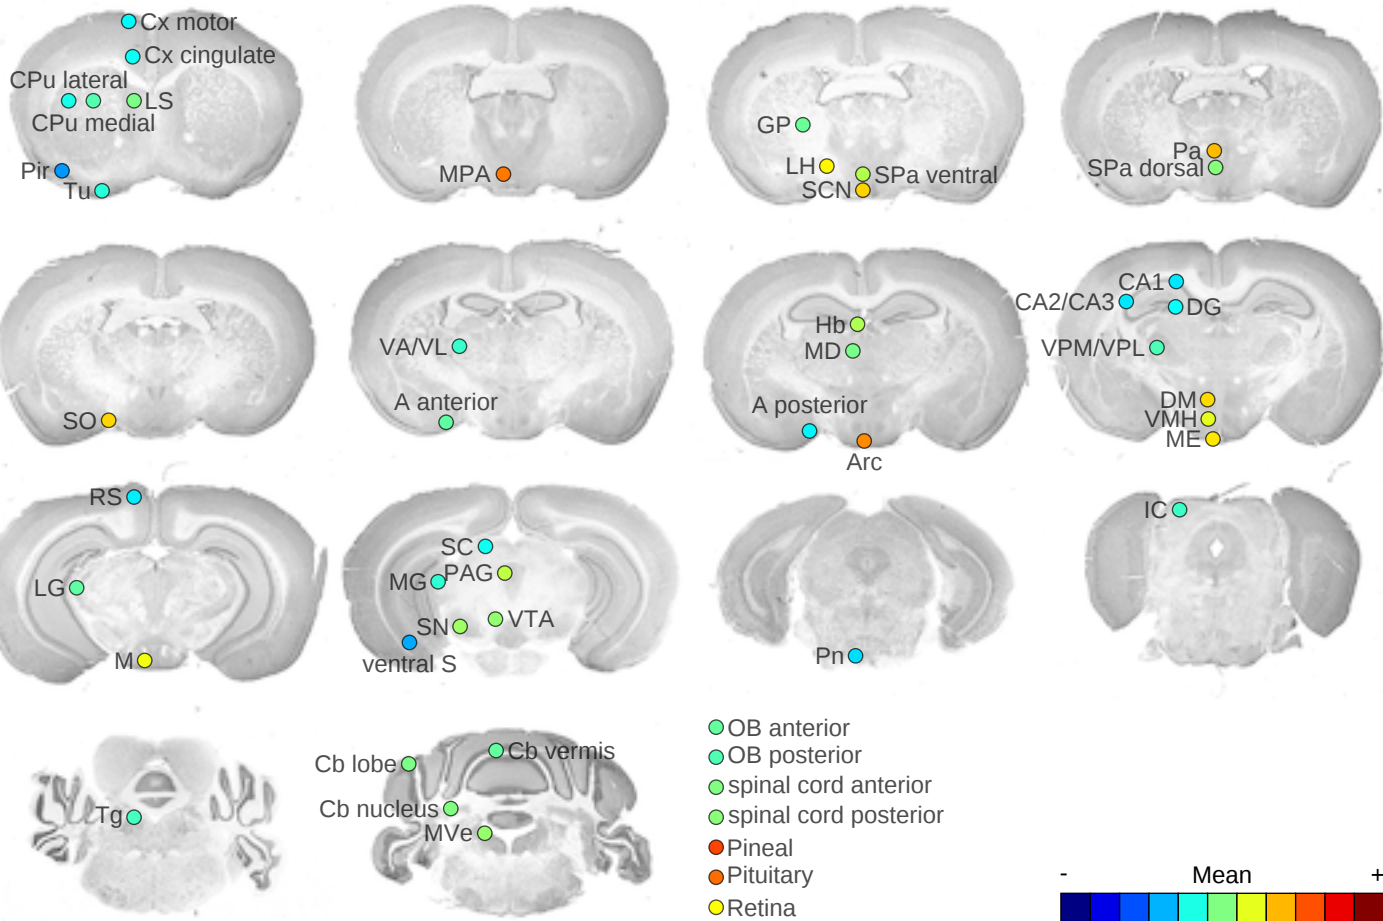 Cx motor
Cx cingulate
CPu lateral
LS
CPu medial
Pir
Tu
MPA
GP
LH
SPa ventral
SCN
Pa
SPa dorsal
SO
VA/VL
A anterior
Hb
MD
A posterior
Arc
CA1
CA2/CA3
DG
VPM/VPL
DM
VMH
ME
RS
LG
M
SC
MG
PAG
SN
VTA
ventral S
Pn
IC
Tg
Cb lobe
Cb vermis
Cb nucleus
MVe
OB anterior
OB posterior
spinal cord anterior
spinal cord posterior
Pineal
Pituitary
Retina
- Mean +